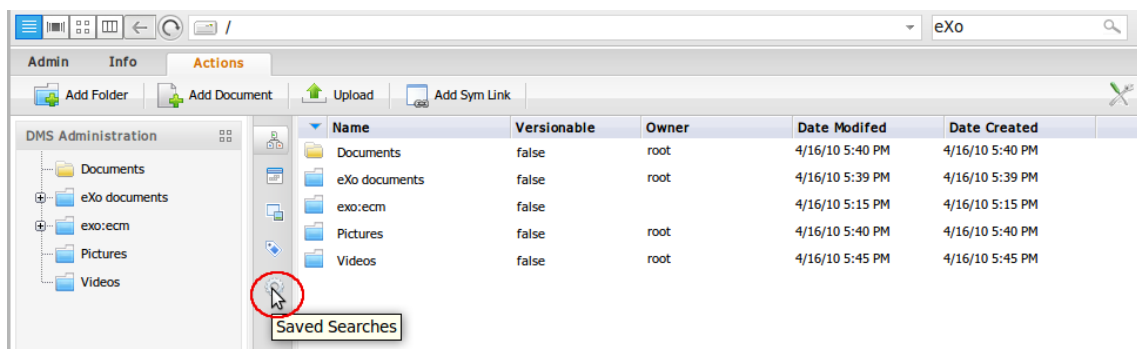 / eXo
Admin Info Actions
Add Folder Add Document Upload Add Sym Link
DMS Administration
Documents
eXo documents
exo:ecm
Pictures
Videos
Name Versionable Owner Date Modifed Date Created
Documents false root 4/16/10 5:40 PM 4/16/10 5:40 PM
eXo documents false root 4/16/10 5:39 PM 4/16/10 5:40 PM
exo:ecm false 4/16/10 5:15 PM 4/16/10 5:15 PM
Pictures false root 4/16/10 5:40 PM 4/16/10 5:40 PM
Videos false root 4/16/10 5:45 PM 4/16/10 5:45 PM
Saved Searches